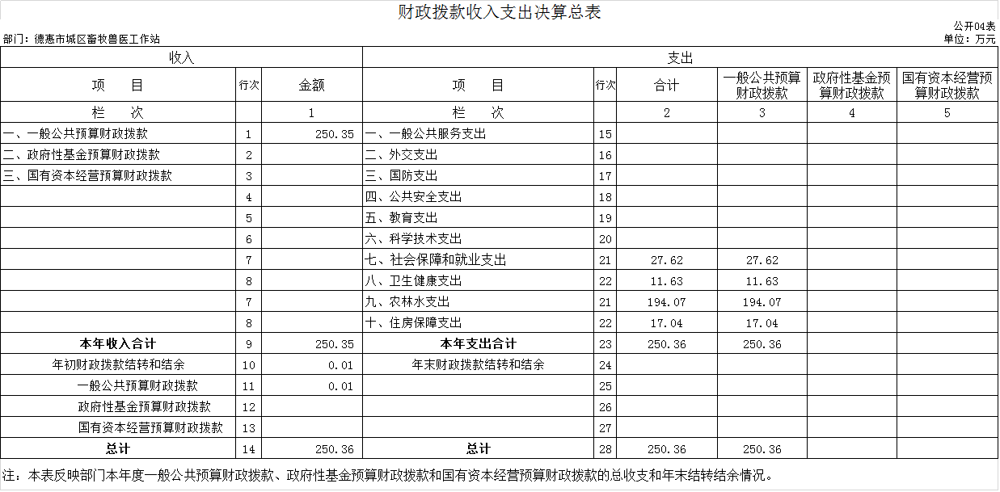 财政拨款收入支出决算总表
公开04表
部门：德惠市城区畜牧兽医工作站 单位：万元
收入 支出
项 目 行次 金额 项 目 行次 合计 一般公共预算财政拨款 政府性基金预算财政拨款 国有资本经营预算财政拨款
栏 次 1 栏 次 2 3 4 5
一、一般公共预算财政拨款 1 250.35 一、一般公共服务支出 15
二、政府性基金预算财政拨款 2 二、外交支出 16
三、国有资本经营预算财政拨款 3 三、国防支出 17
4 四、公共安全支出 18
5 五、教育支出 19
6 六、科学技术支出 20
7 七、社会保障和就业支出 21 27.62 27.62
8 八、卫生健康支出 22 11.63 11.63
7 九、农林水支出 21 194.07 194.07
8 十、住房保障支出 22 17.04 17.04
本年收入合计 9 250.35 本年支出合计 23 250.36 250.36
年初财政拨款结转和结余 10 0.01 年末财政拨款结转和结余 24
一般公共预算财政拨款 11 0.01 25
政府性基金预算财政拨款 12 26
国有资本经营预算财政拨款 13 27
总计 14 250.36 总计 28 250.36 250.36
注：本表反映部门本年度一般公共预算财政拨款、政府性基金预算财政拨款和国有资本经营预算财政拨款的总收支和年末结转结余情况。